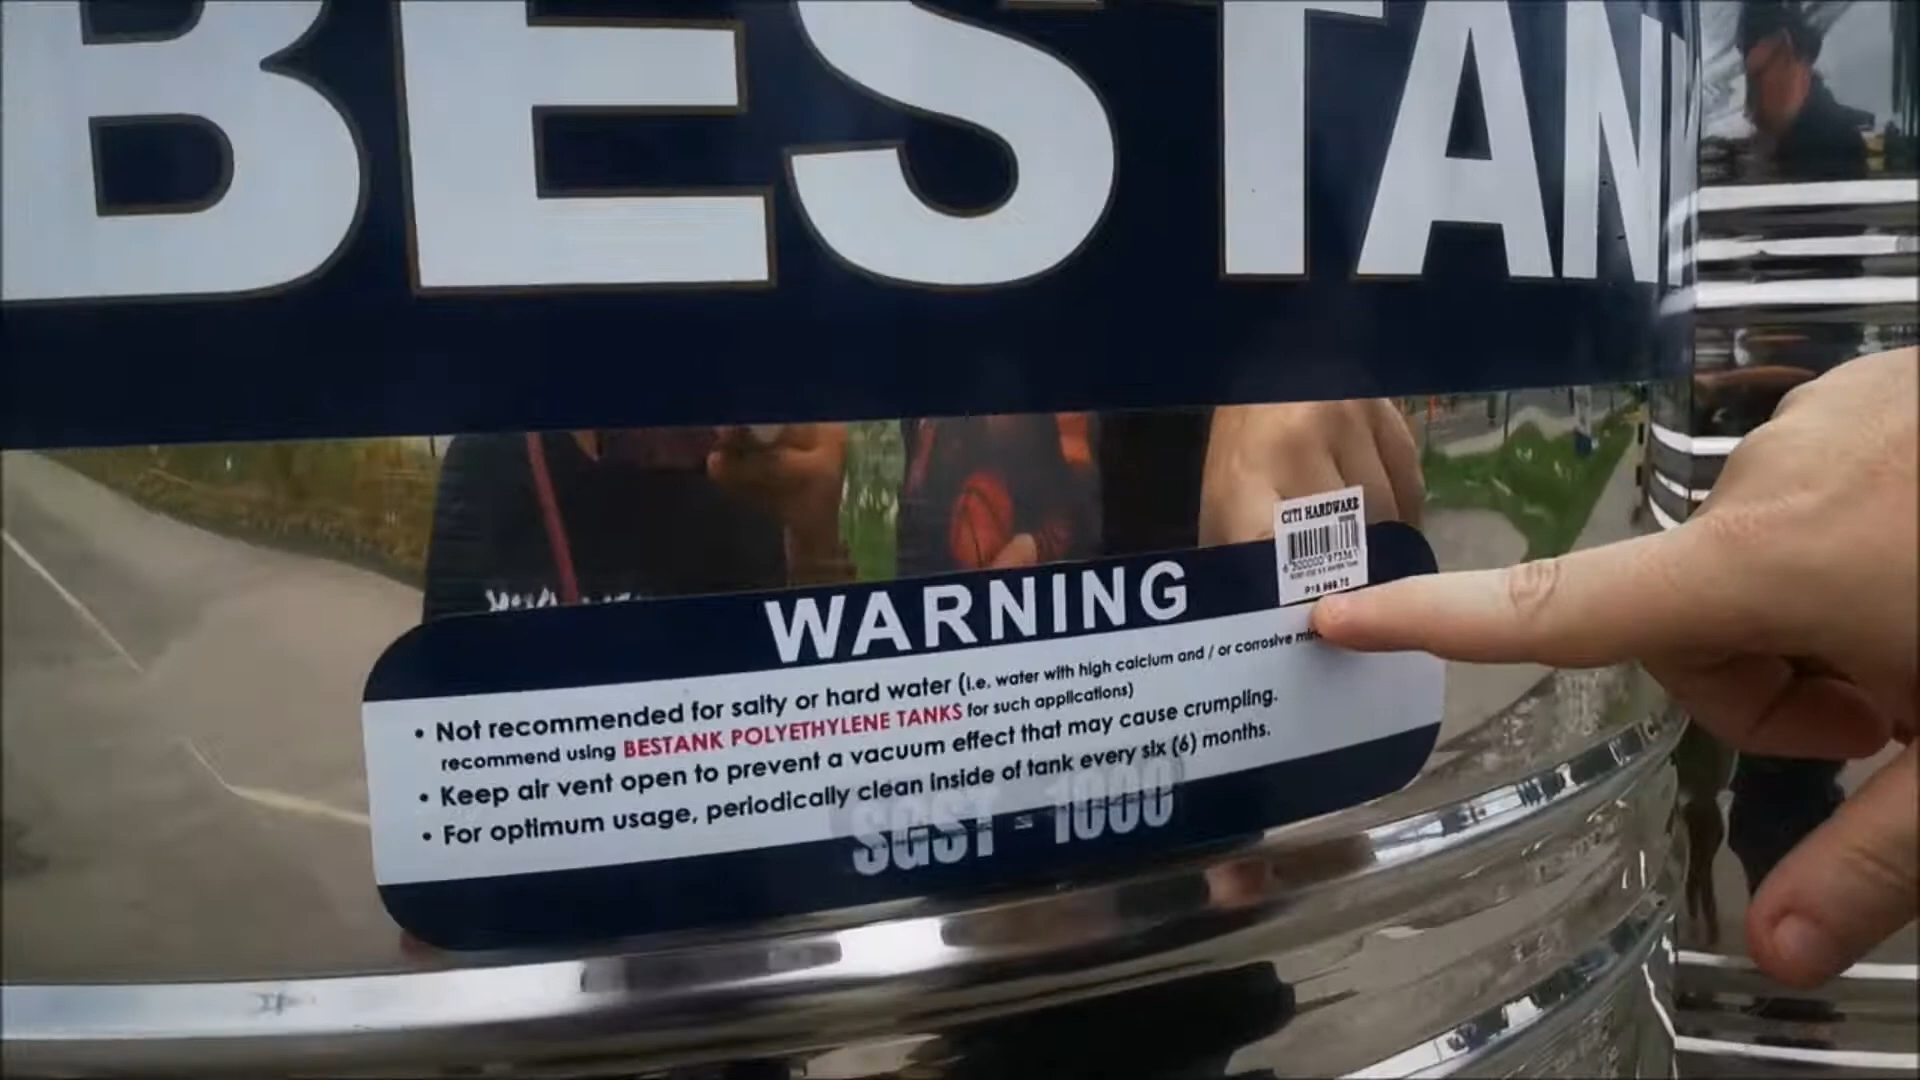 BESTAN
CITI HARDWARE
WARNING
• Not recommended for salty or hard water (i.e. water with high calcium and / or corrosive
recommend using BESTANK POLYETHYLENE TANKS for such applications)
• Keep air vent open to prevent a vacuum effect that may cause crumpling.
• For optimum usage, periodically clean inside of tank every six (6) months.
SGST - 1000